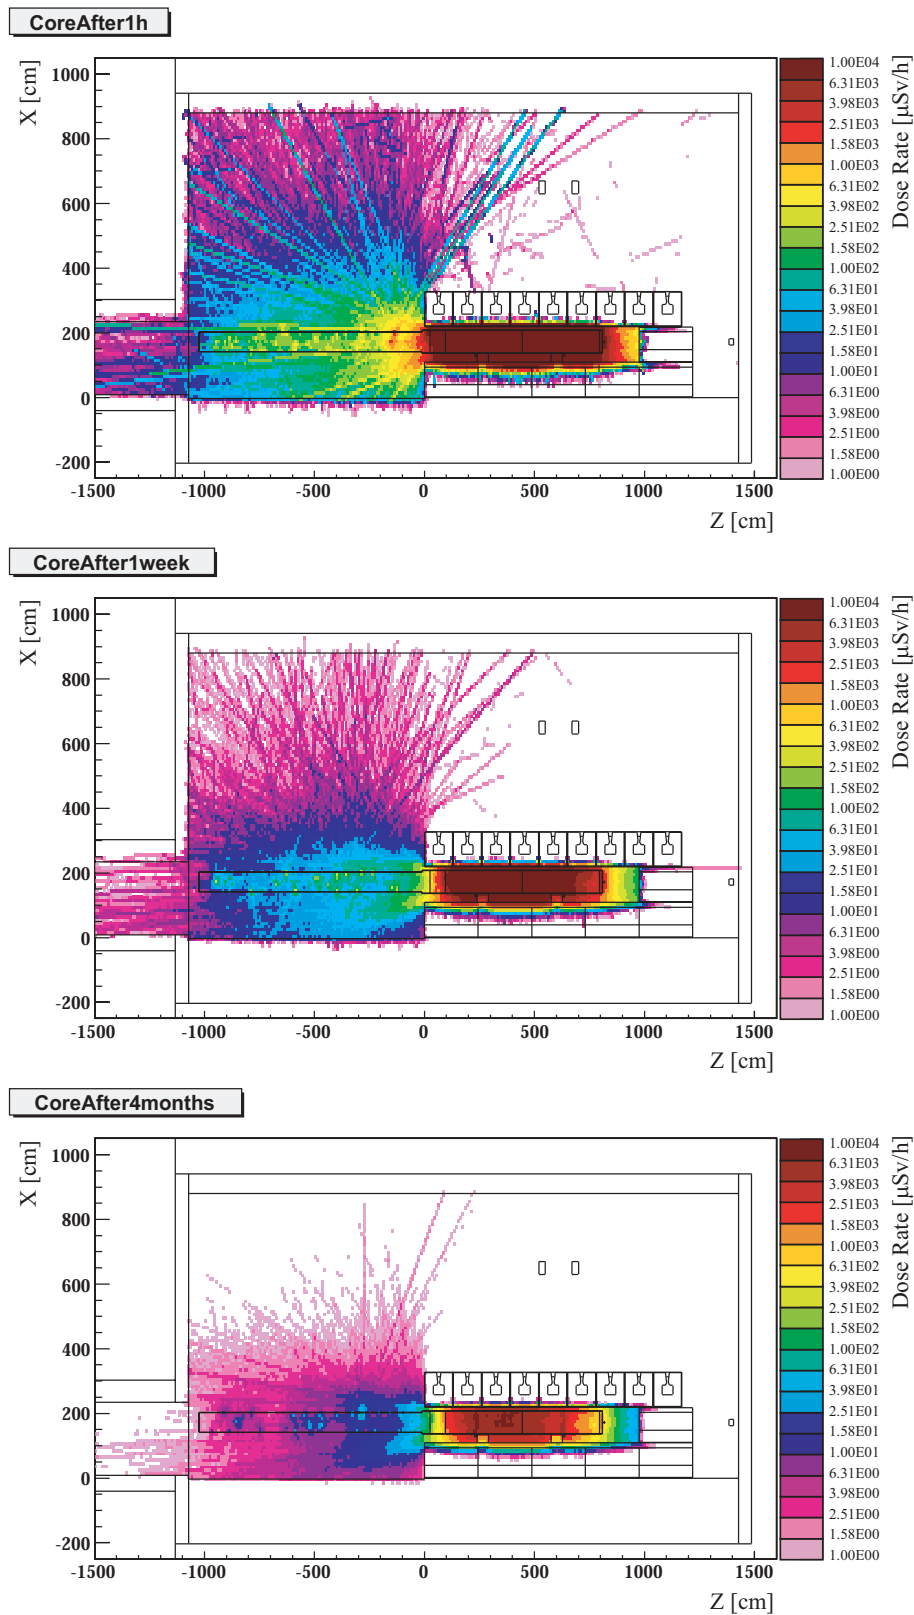 CoreAfter1h
X [cm]
1000
800
600
400
200
0
-200
-1500 -1000 -500 0 500 1000 1500
Z [cm]
1.00E04
6.31E03
3.98E03
2.51E03
1.58E03
1.00E03
6.31E02
3.98E02
2.51E02
1.58E02
1.00E02
6.31E01
3.98E01
2.51E01
1.58E01
1.00E01
6.31E00
3.98E00
2.51E00
1.58E00
1.00E00
Dose Rate [µSv/h]
CoreAfter1week
X [cm]
1000
800
600
400
200
0
-200
-1500 -1000 -500 0 500 1000 1500
Z [cm]
1.00E04
6.31E03
3.98E03
2.51E03
1.58E03
1.00E03
6.31E02
3.98E02
2.51E02
1.58E02
1.00E02
6.31E01
3.98E01
2.51E01
1.58E01
1.00E01
6.31E00
3.98E00
2.51E00
1.58E00
1.00E00
Dose Rate [µSv/h]
CoreAfter4months
X [cm]
1000
800
600
400
200
0
-200
-1500 -1000 -500 0 500 1000 1500
Z [cm]
1.00E04
6.31E03
3.98E03
2.51E03
1.58E03
1.00E03
6.31E02
3.98E02
2.51E02
1.58E02
1.00E02
6.31E01
3.98E01
2.51E01
1.58E01
1.00E01
6.31E00
3.98E00
2.51E00
1.58E00
1.00E00
Dose Rate [µSv/h]